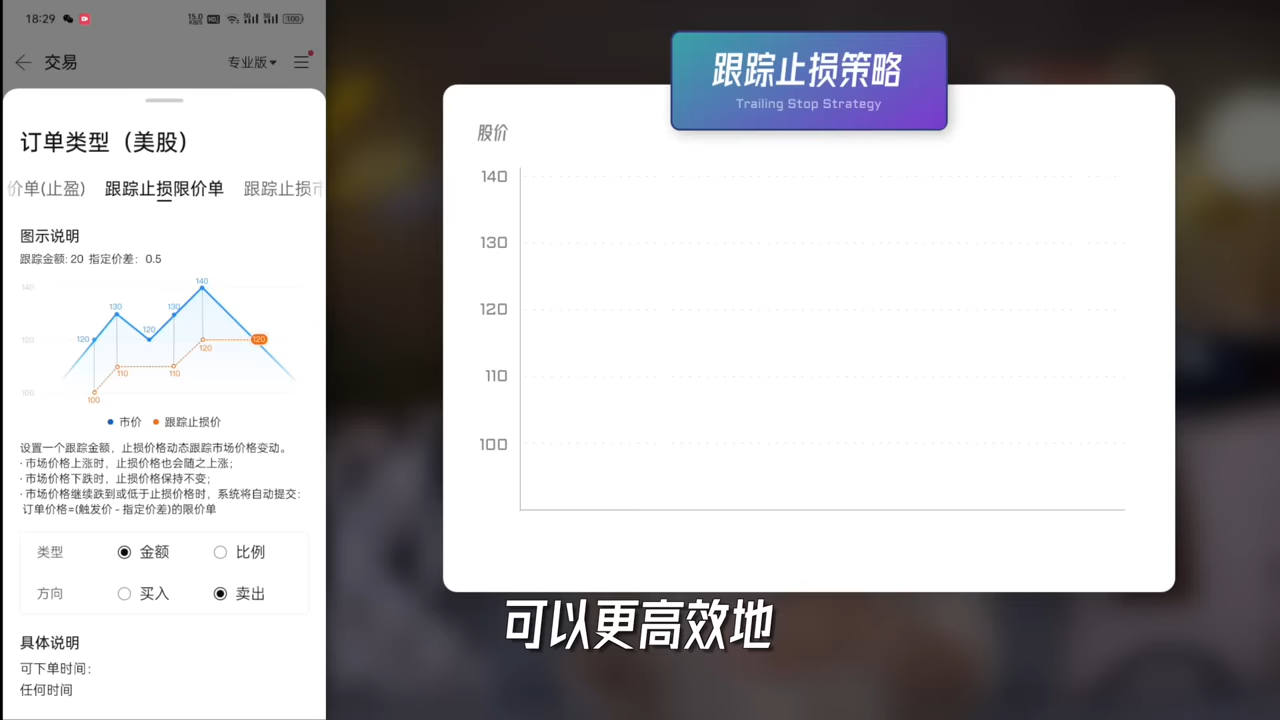 18:29
15.0 KB/S HD 5G 5G 100
交易
专业版
订单类型（美股）
价单(止盈) 跟踪止损限价单 跟踪止损市
图示说明
跟踪金额: 20 指定价差: 0.5
140
140
130
130
120
120
120
120
120
110
110
100
100
市价 跟踪止损价
设置一个跟踪金额，止损价格动态跟踪市场价格变动。
· 市场价格上涨时，止损价格也会随之上涨；
· 市场价格下跌时，止损价格保持不变；
· 市场价格继续跌到或低于止损价格时，系统将自动提交：
订单价格=(触发价 - 指定价差)的限价单
类型 金额 比例
方向 买入 卖出
具体说明
可下单时间：
任何时间
跟踪止损策略
Trailing Stop Strategy
股价
140
130
120
110
100
可以更高效地